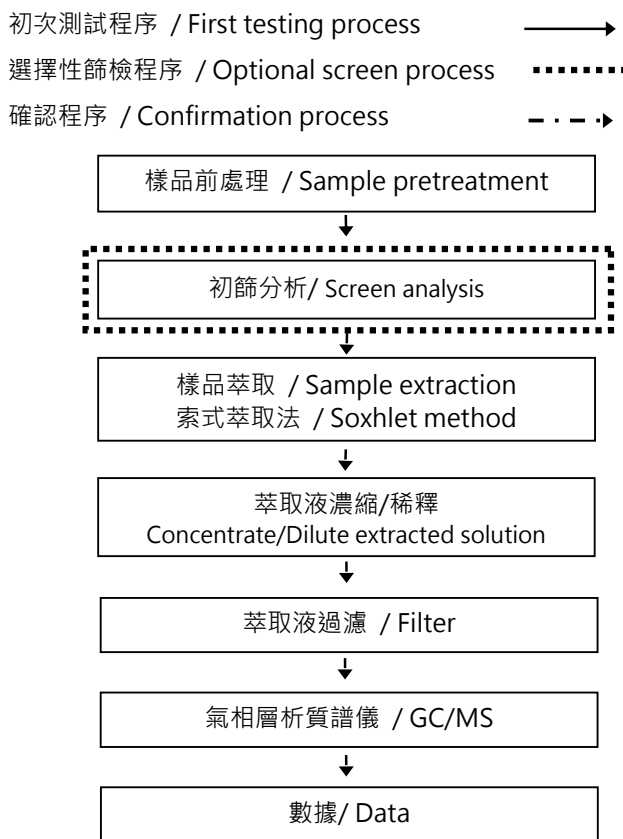 初次測試程序 / First testing process
選擇性篩檢程序 / Optional screen process
確認程序 / Confirmation process
樣品前處理 / Sample pretreatment
初篩分析/ Screen analysis
樣品萃取 / Sample extraction
索式萃取法 / Soxhlet method
萃取液濃縮/稀釋
Concentrate/Dilute extracted solution
萃取液過濾 / Filter
氣相層析質譜儀 / GC/MS
數據/ Data